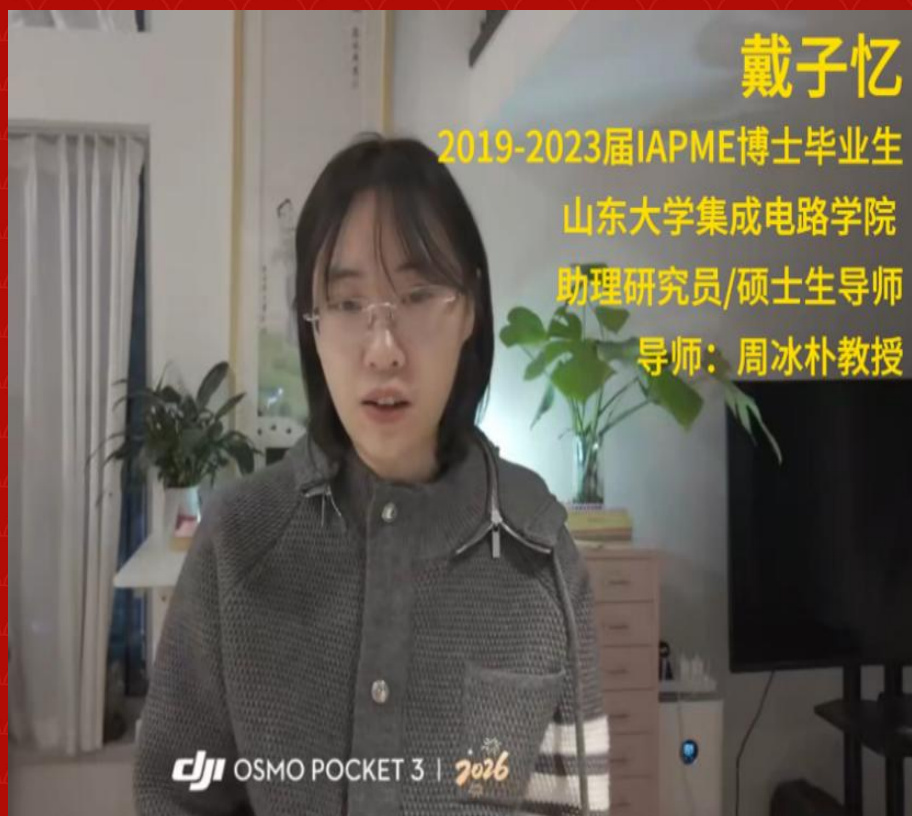 戴子忆
2019-2023届IAPME博士毕业生
山东大学集成电路学院
助理研究员/硕士生导师
导师：周冰朴教授
dji OSMO POCKET 3 | 2026